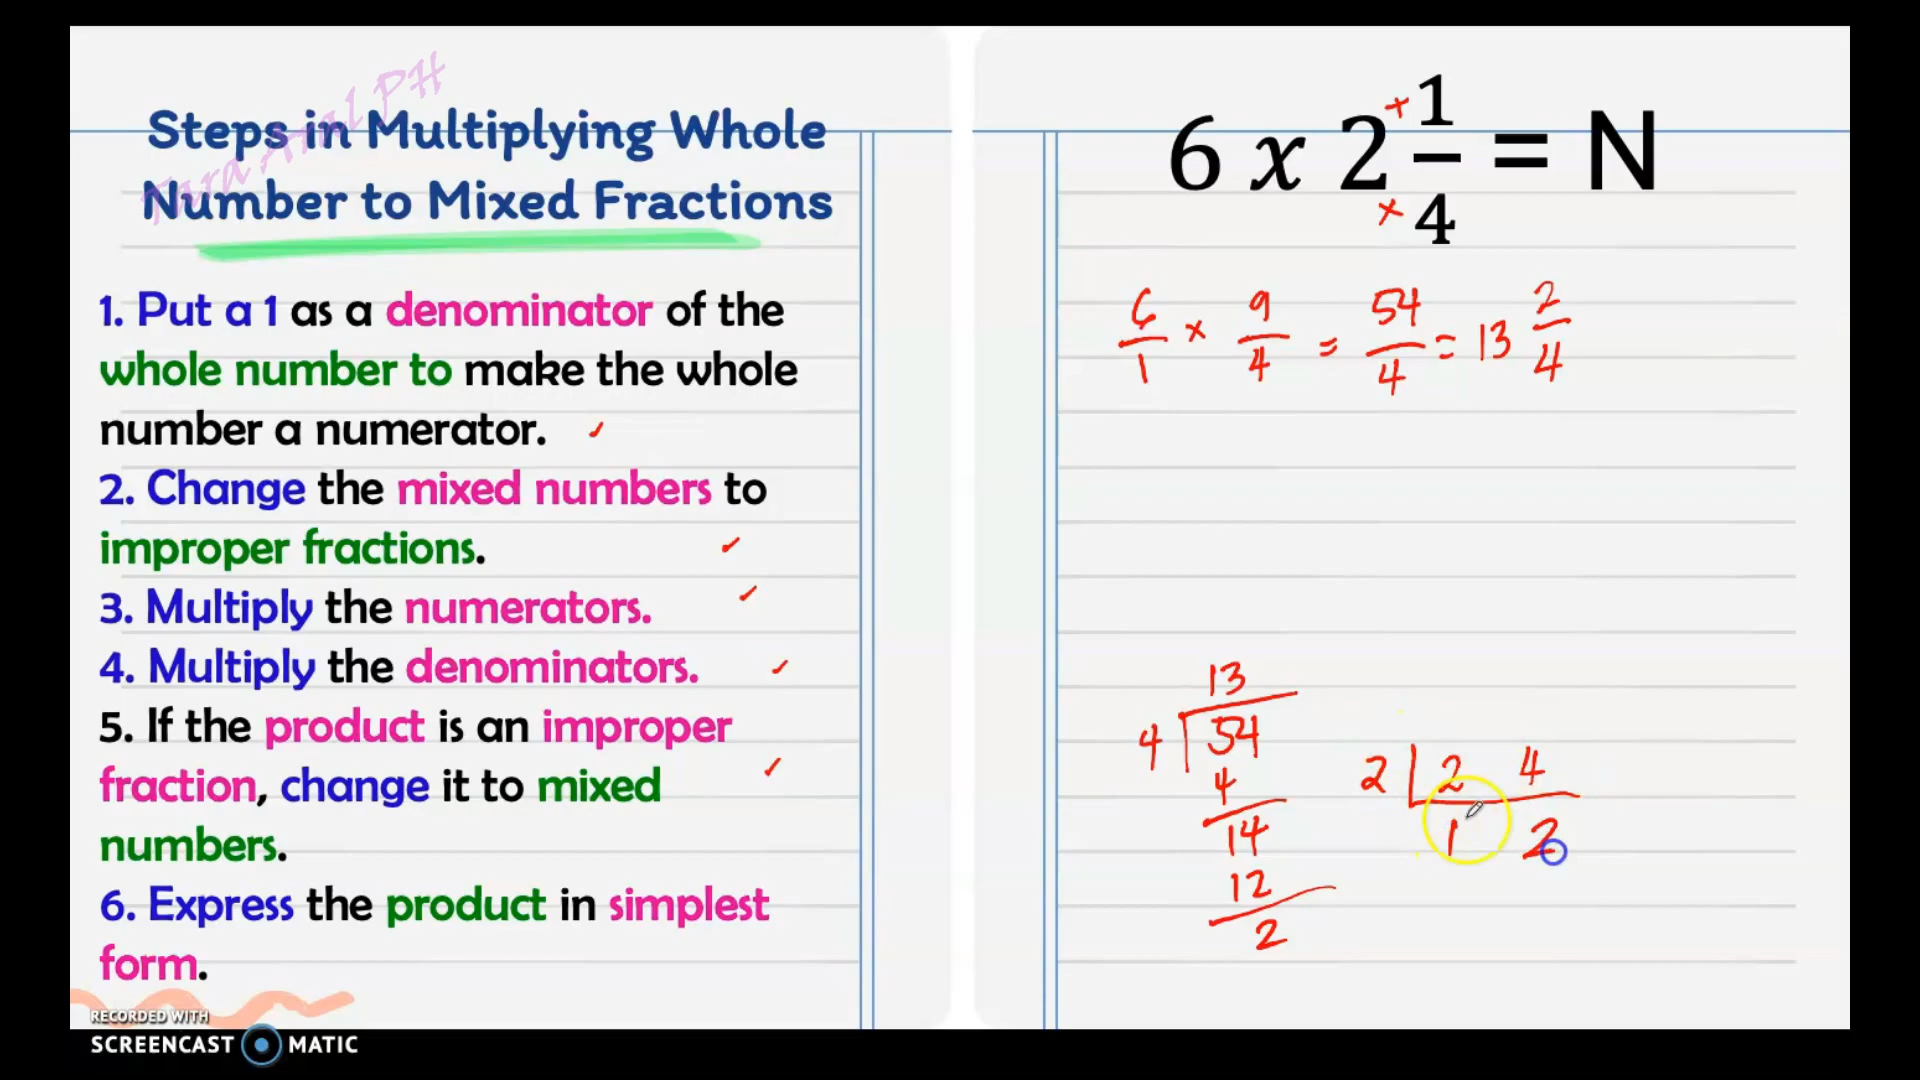 Tara Aral PH
Steps in Multiplying Whole
Number to Mixed Fractions
1. Put a 1 as a denominator of the
whole number to make the whole
number a numerator.
2. Change the mixed numbers to
improper fractions.
3. Multiply the numerators.
4. Multiply the denominators.
5. If the product is an improper
fraction, change it to mixed
numbers.
6. Express the product in simplest
form.
RECORDED WITH
SCREENCAST MATIC
6 x 2 + 1/4 = N
×
6/1 × 9/4 = 54/4 = 13 2/4
13
4 54
4
14
12
2
2 2 4
1 2